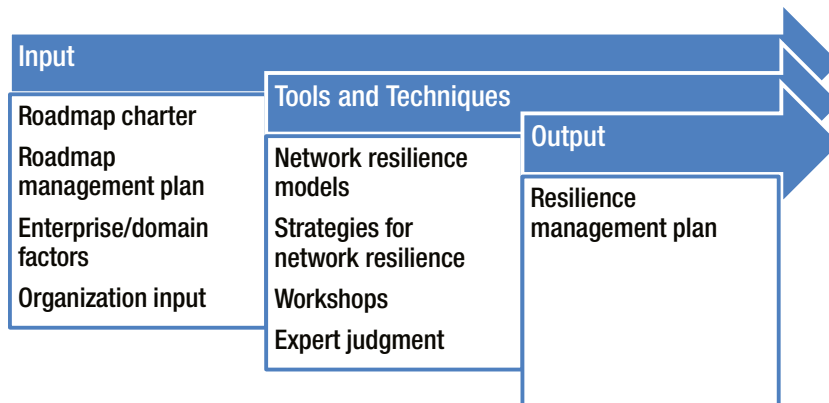 Input
Roadmap charter
Roadmap
management plan
Enterprise/domain
factors
Organization input
Tools and Techniques
Network resilience
models
Strategies for
network resilience
Workshops
Expert judgment
Output
Resilience
management plan